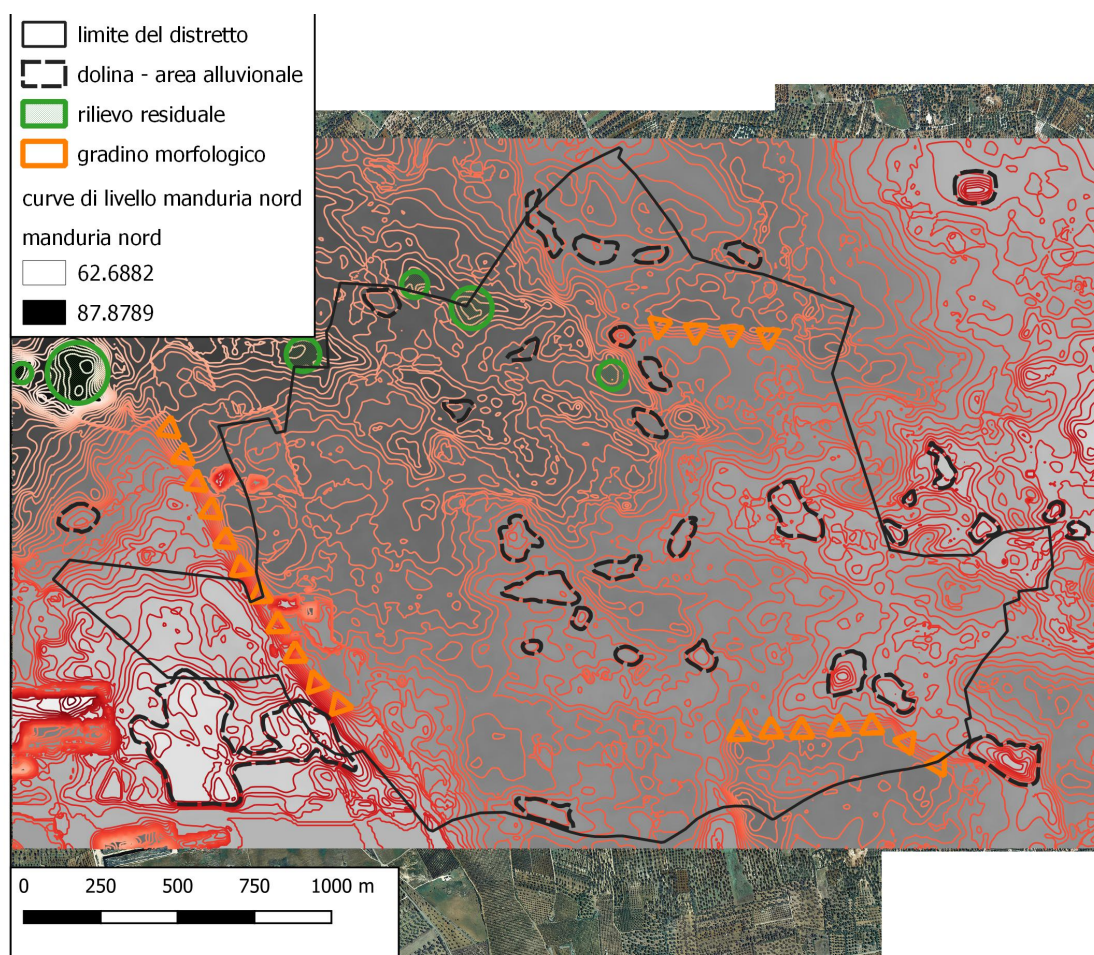 limite del distretto
dolina - area alluvionale
rilievo residuale
gradino morfologico
curve di livello manduria nord
manduria nord
62.6882
87.8789
0 250 500 750 1000 m